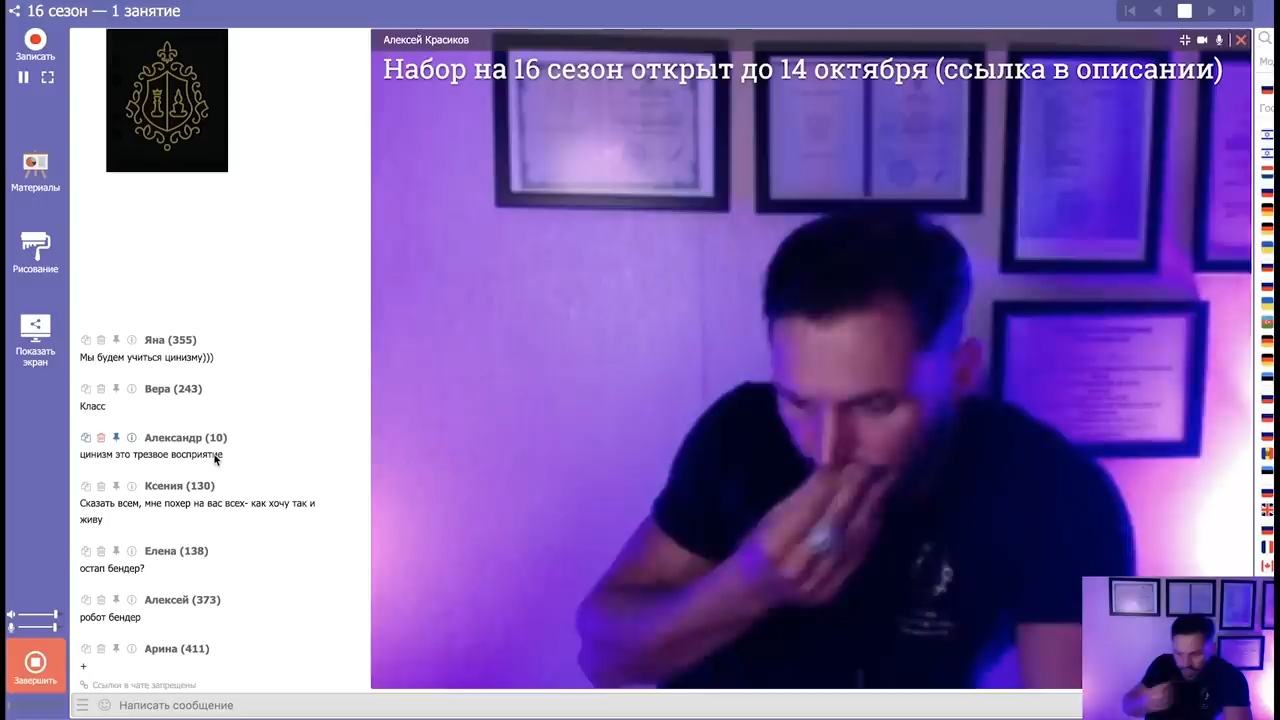 16 сезон — 1 занятие
Записать
Материалы
Рисование
Показать
экран
Завершить
Яна (355)
Мы будем учиться цинизму)))
Вера (243)
Класс
Александр (10)
цинизм это трезвое восприятие
Ксения (130)
Сказать всем, мне похер на вас всех- как хочу так и
живу
Елена (138)
остап бендер?
Алексей (373)
робот бендер
Арина (411)
+
Ссылки в чате запрещены
Написать сообщение
Алексей Красиков
Набор на 16 сезон открыт до 14 октября (ссылка в описании)